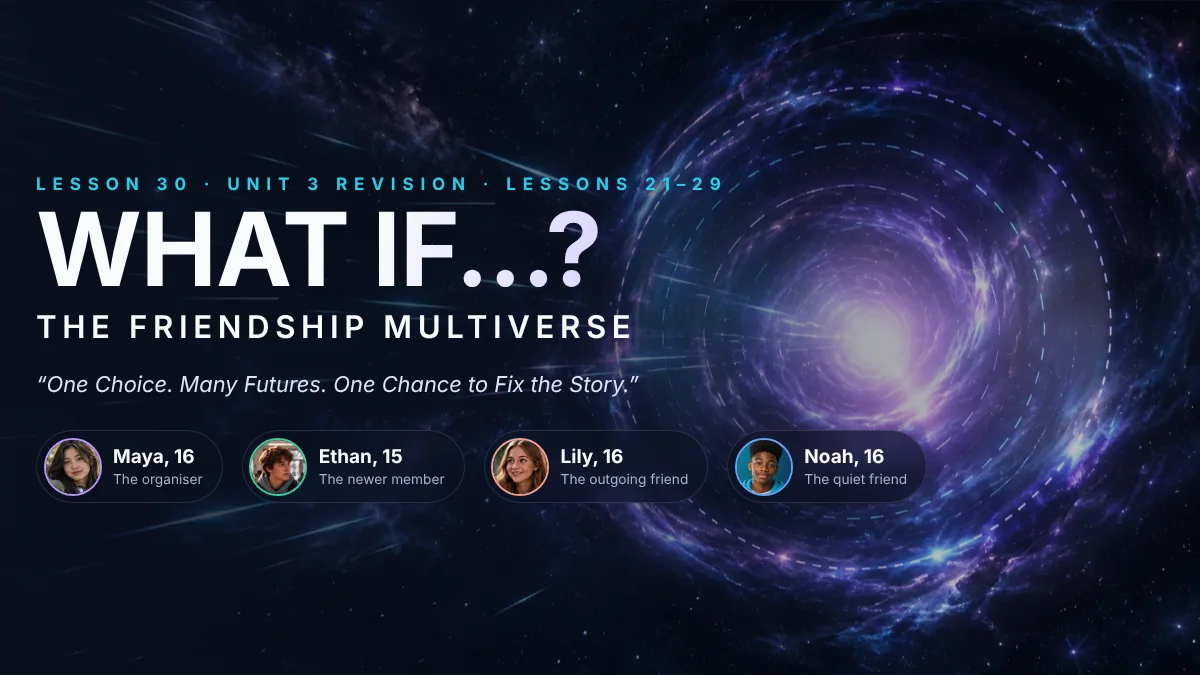 LESSON 30 · UNIT 3 REVISION · LESSONS 21–29
WHAT IF...?
THE FRIENDSHIP MULTIVERSE
“One Choice. Many Futures. One Chance to Fix the Story.”
Maya, 16
The organiser
Ethan, 15
The newer member
Lily, 16
The outgoing friend
Noah, 16
The quiet friend